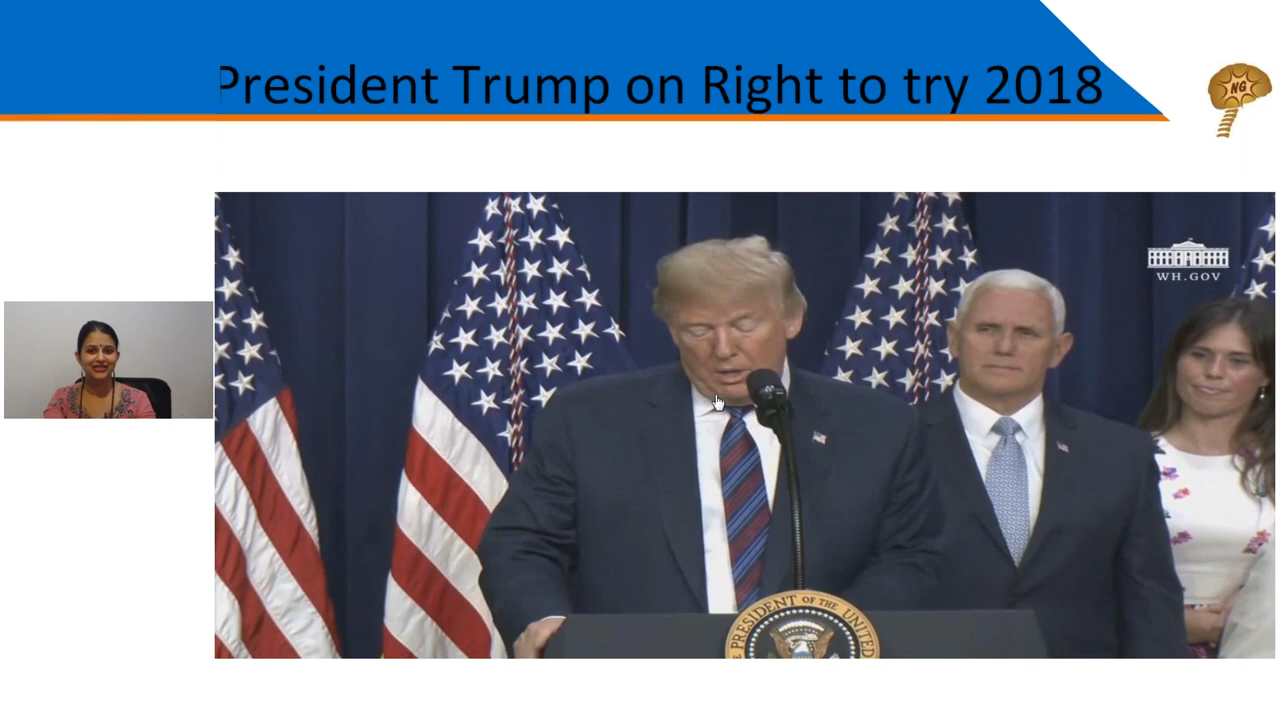 President Trump on Right to try 2018
NG
WH.GOV
PRESIDENT OF THE UNITED